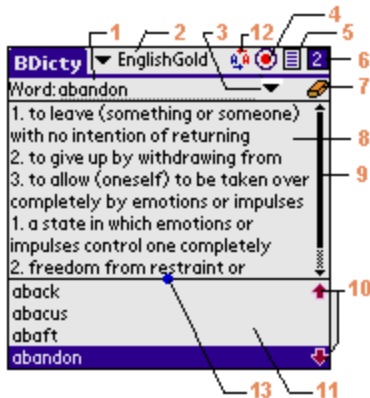 1 2 12 4
3 5
BDicty EnglishGold A A 2 6
Word: abandon 7
1. to leave (something or someone)
with no intention of returning 8
2. to give up by withdrawing from
3. to allow (oneself) to be taken over 9
completely by emotions or impulses
1. a state in which emotions or
impulses control one completely
2. freedom from restraint or
aback 10
abacus
abaft
abandon
13 11